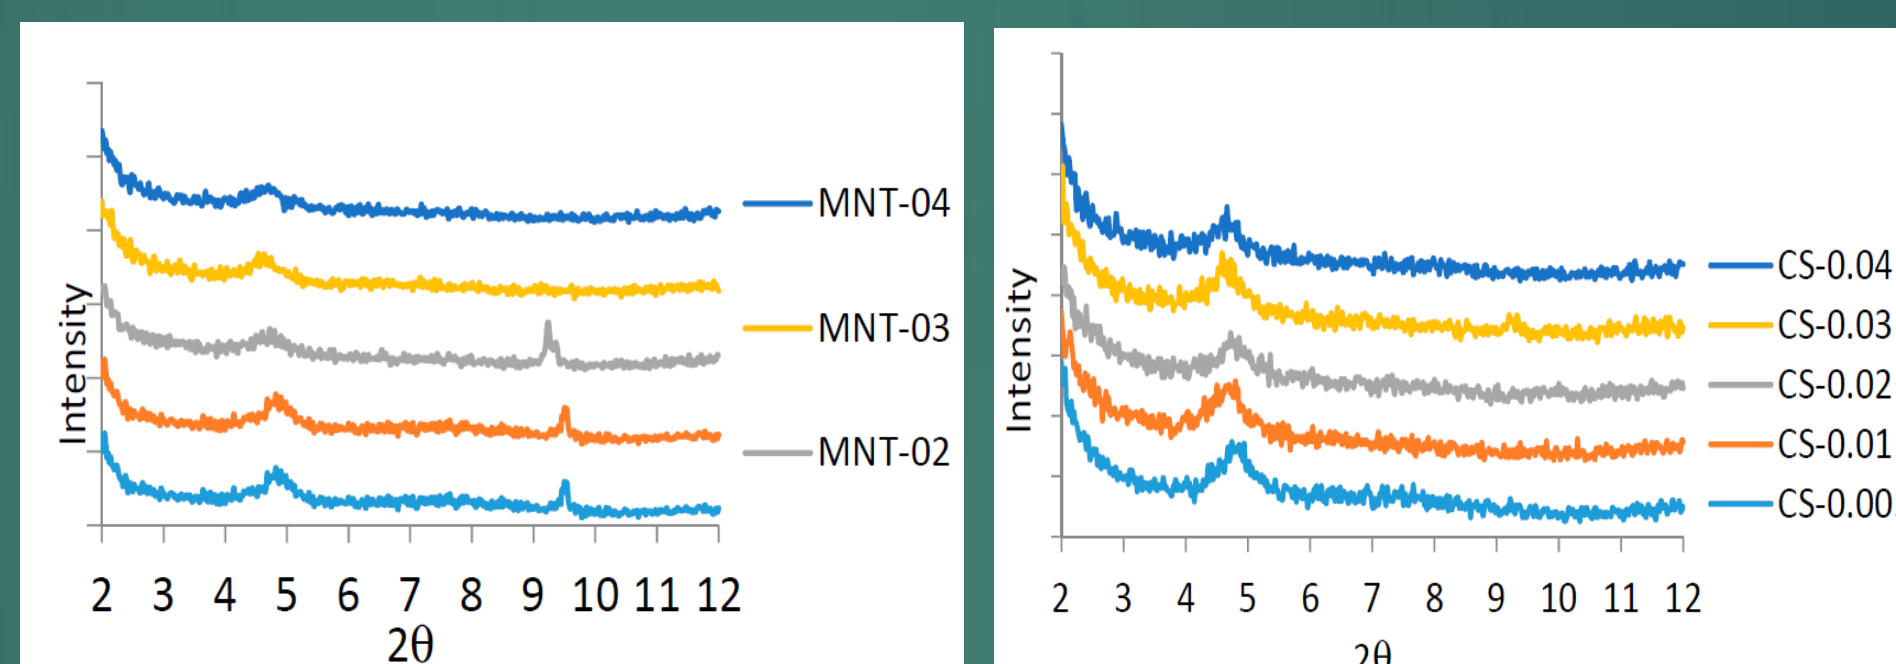 Intensity
MNT-04
MNT-03
MNT-02
2 3 4 5 6 7 8 9 10 11 12
2θ
Intensity
CS-0.04
CS-0.03
CS-0.02
CS-0.01
2 3 4 5 6 7 8 9 10 11 12
2θ